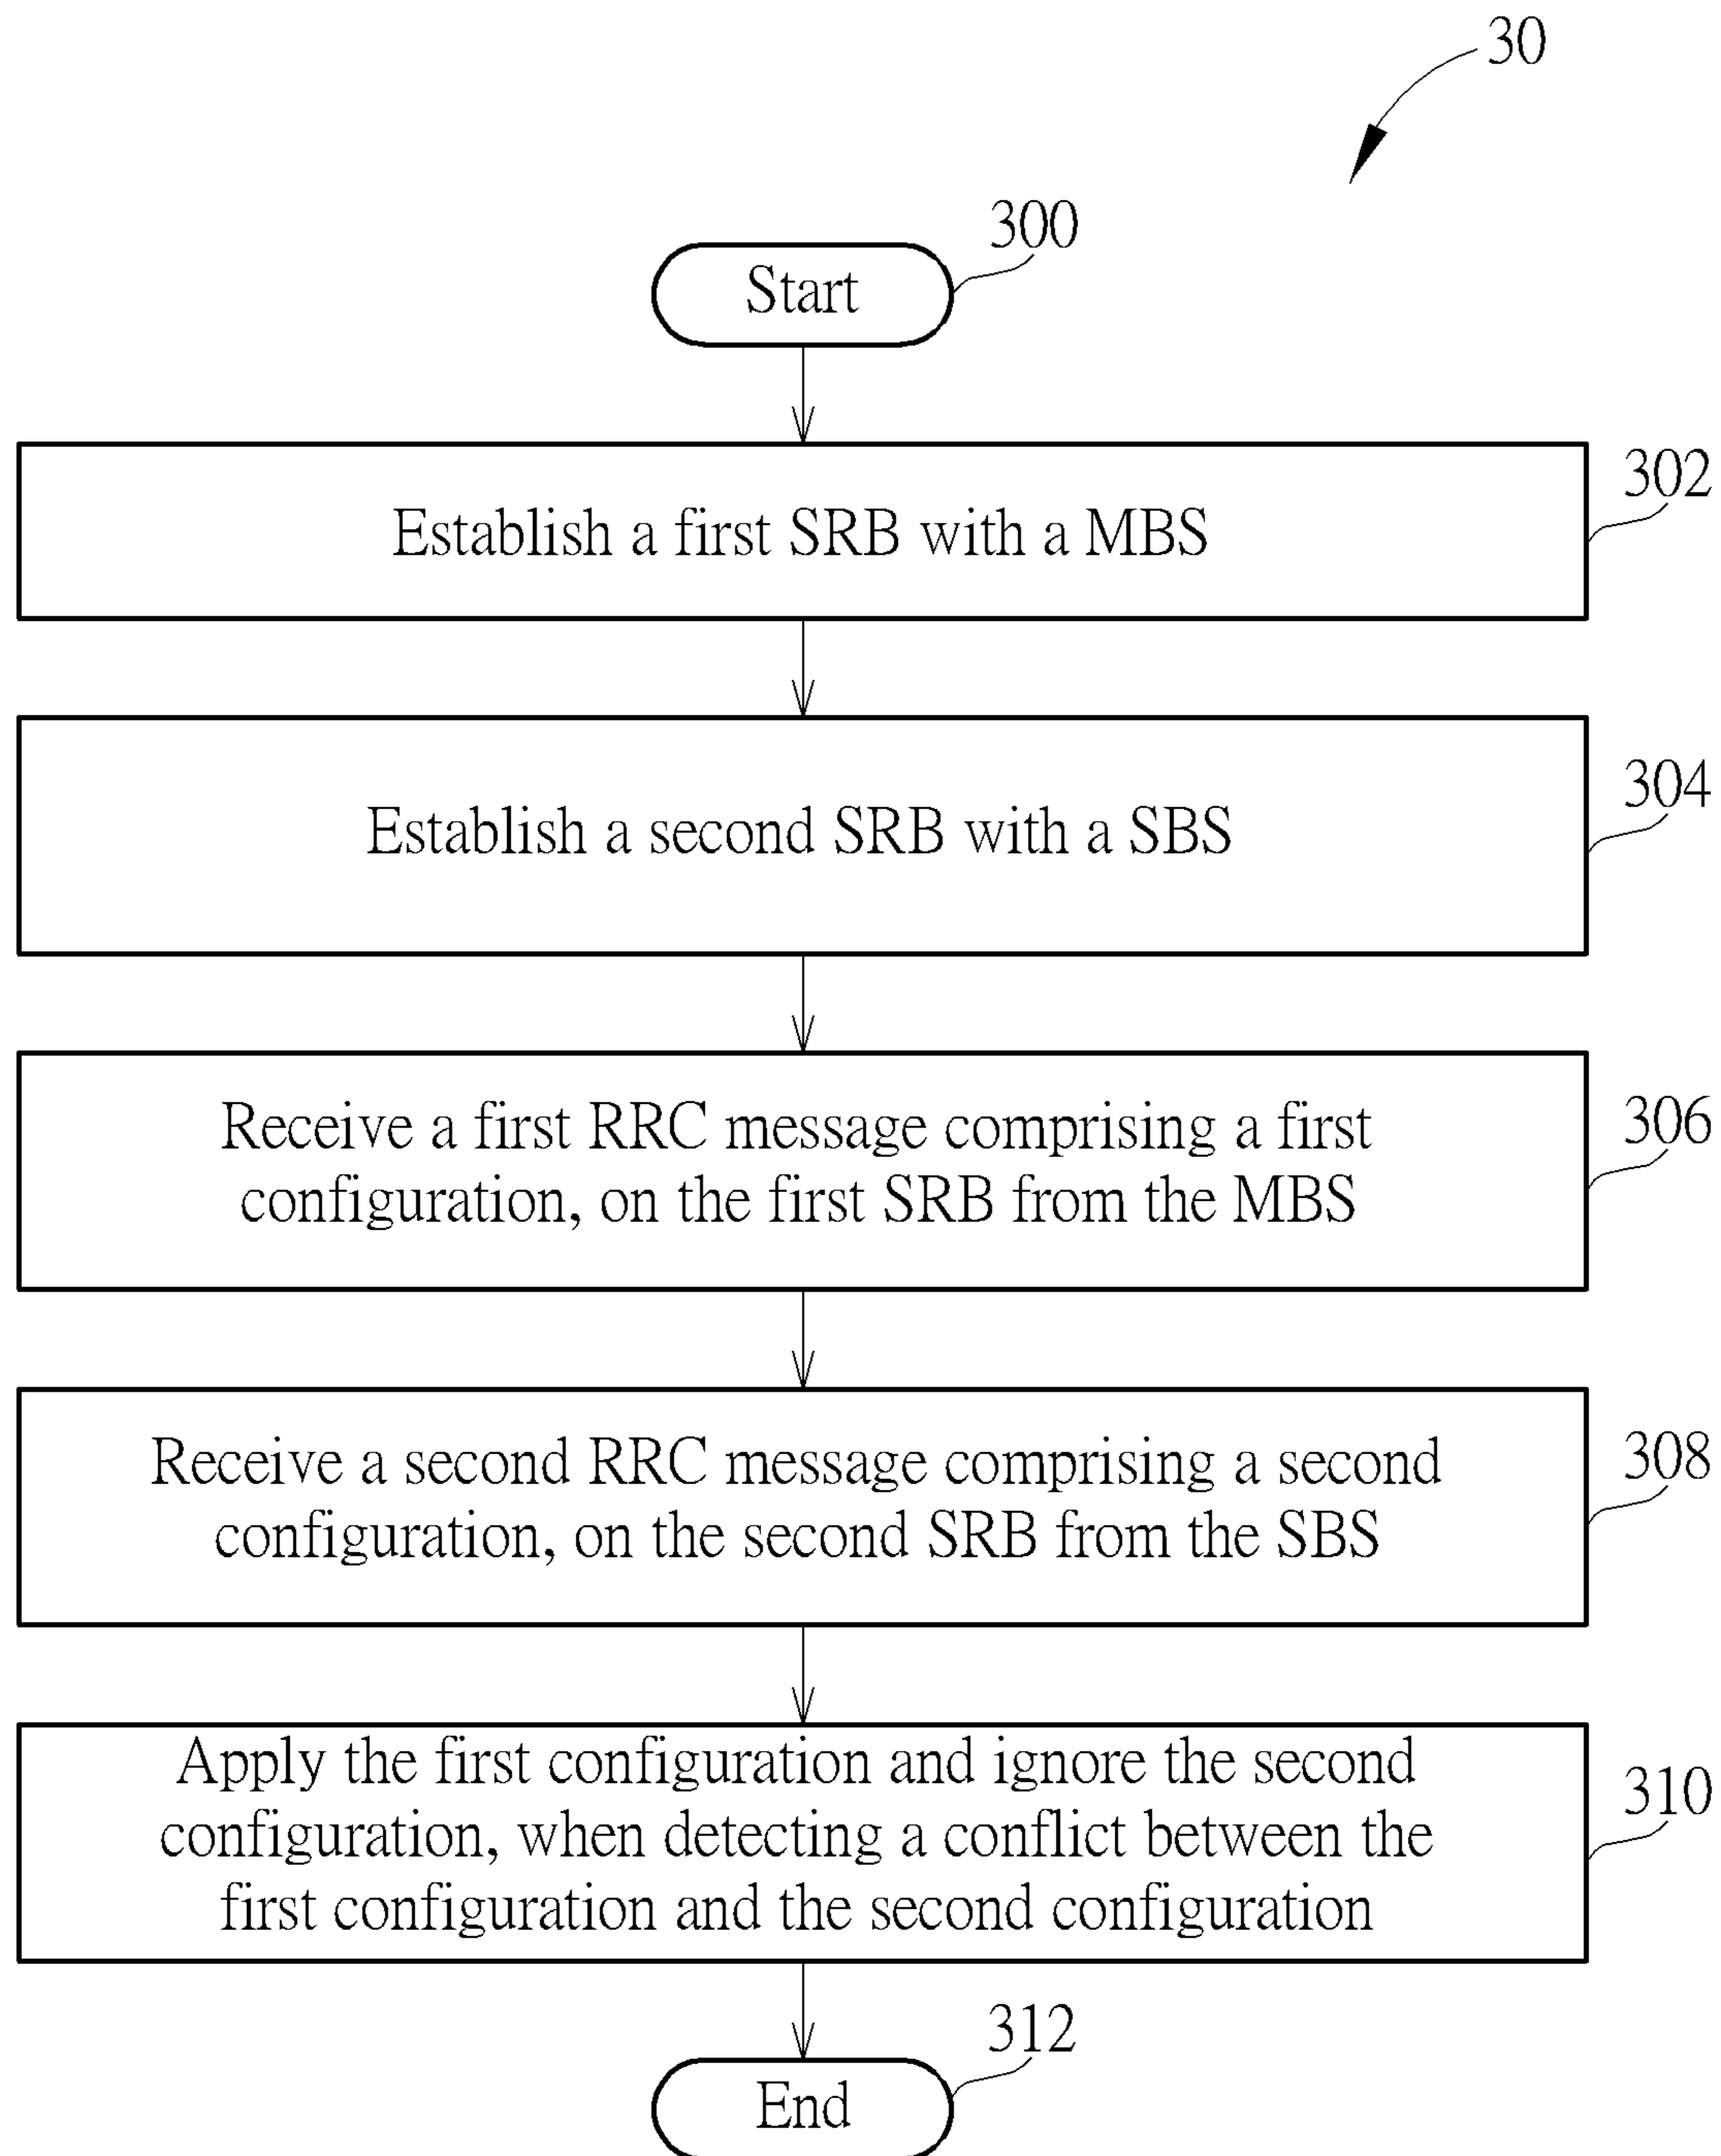 30
300
Start
302
Establish a first SRB with a MBS
304
Establish a second SRB with a SBS
306
Receive a first RRC message comprising a first
configuration, on the first SRB from the MBS
308
Receive a second RRC message comprising a second
configuration, on the second SRB from the SBS
310
Apply the first configuration and ignore the second
configuration, when detecting a conflict between the
first configuration and the second configuration
312
End